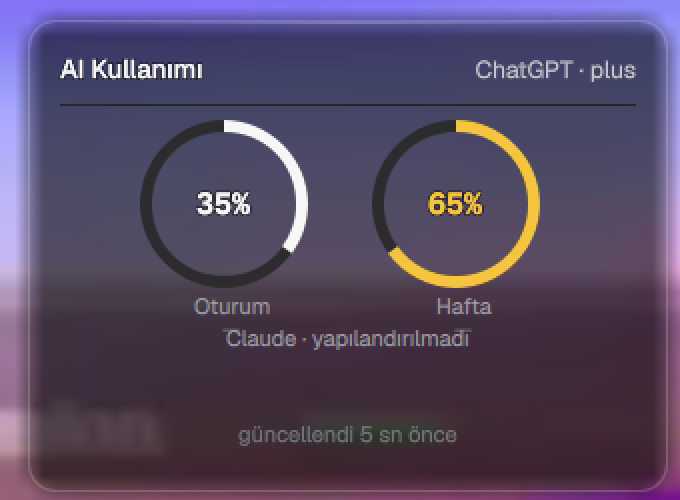 AI Kullanımı
ChatGPT · plus
35%
65%
Oturum
Hafta
Claude · yapılandırılmadı
güncellendi 5 sn önce